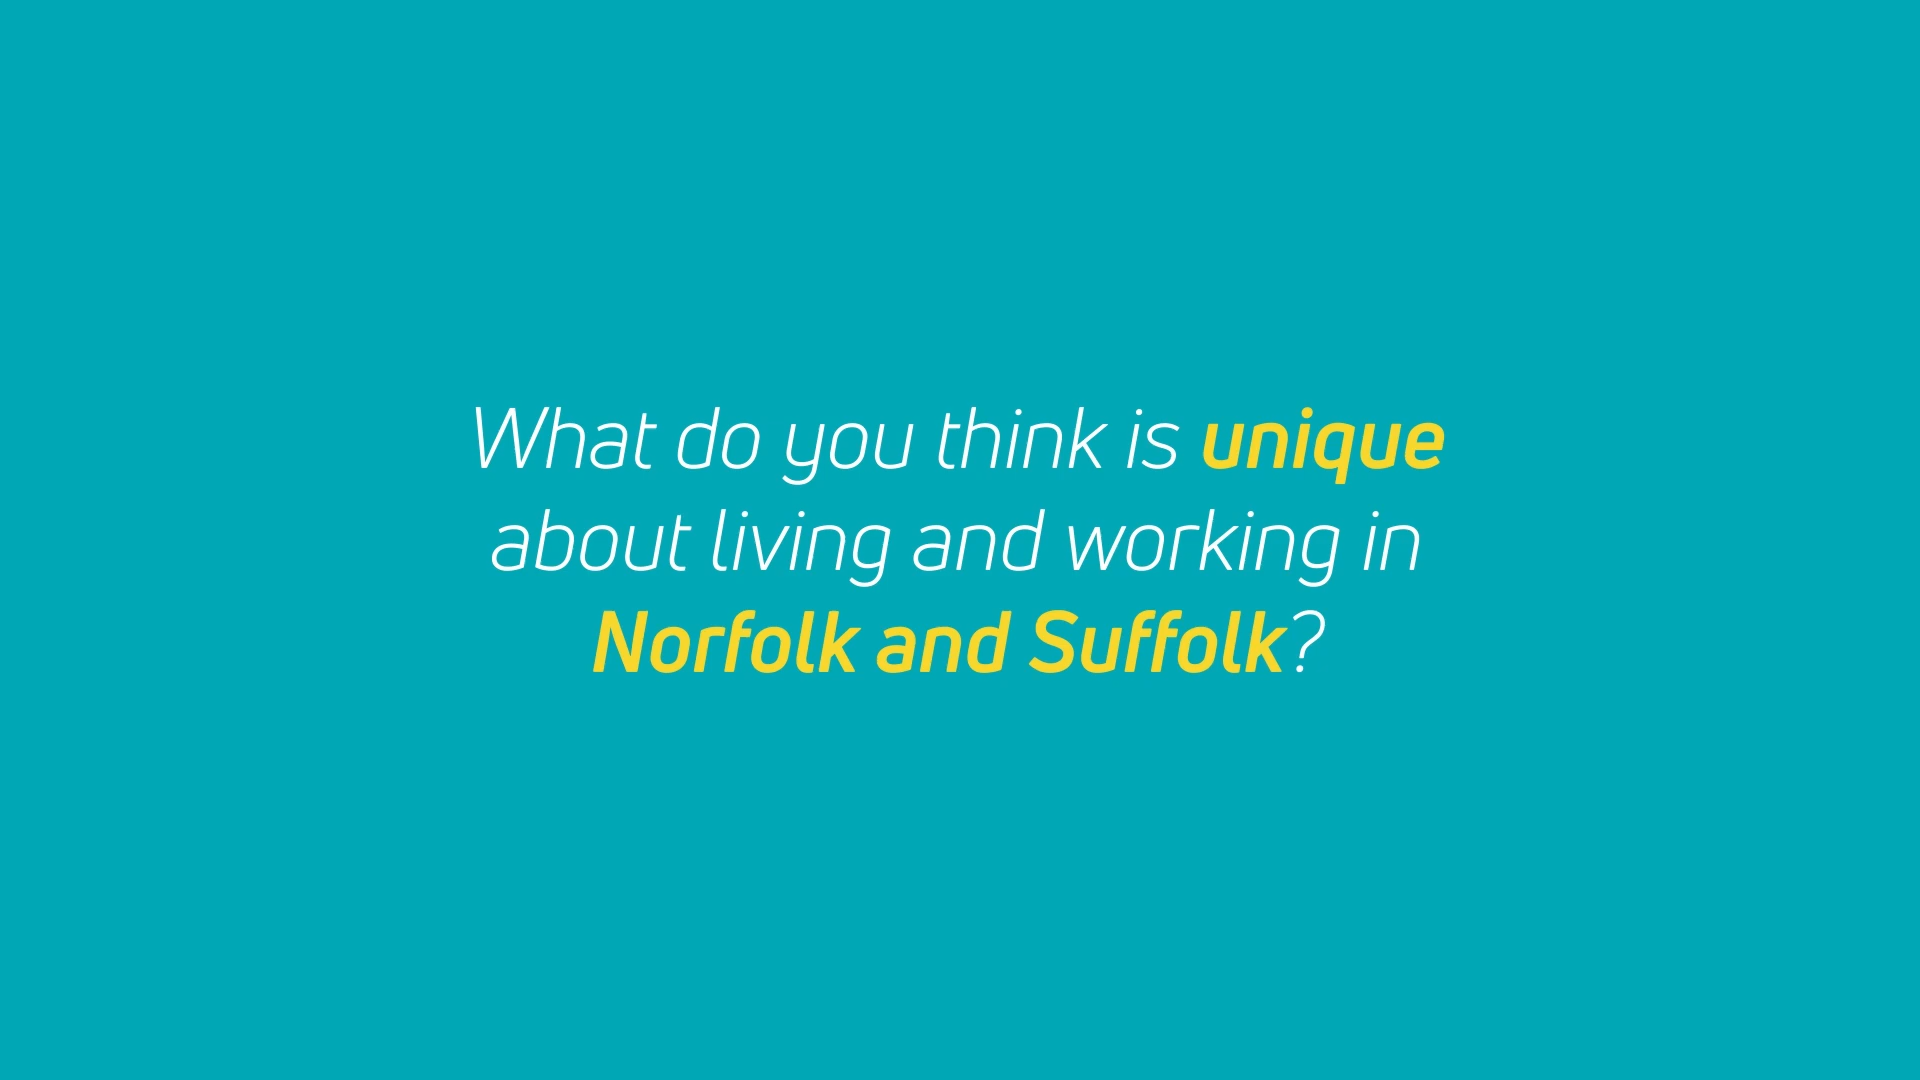 What do you think is unique
about living and working in
Norfolk and Suffolk?